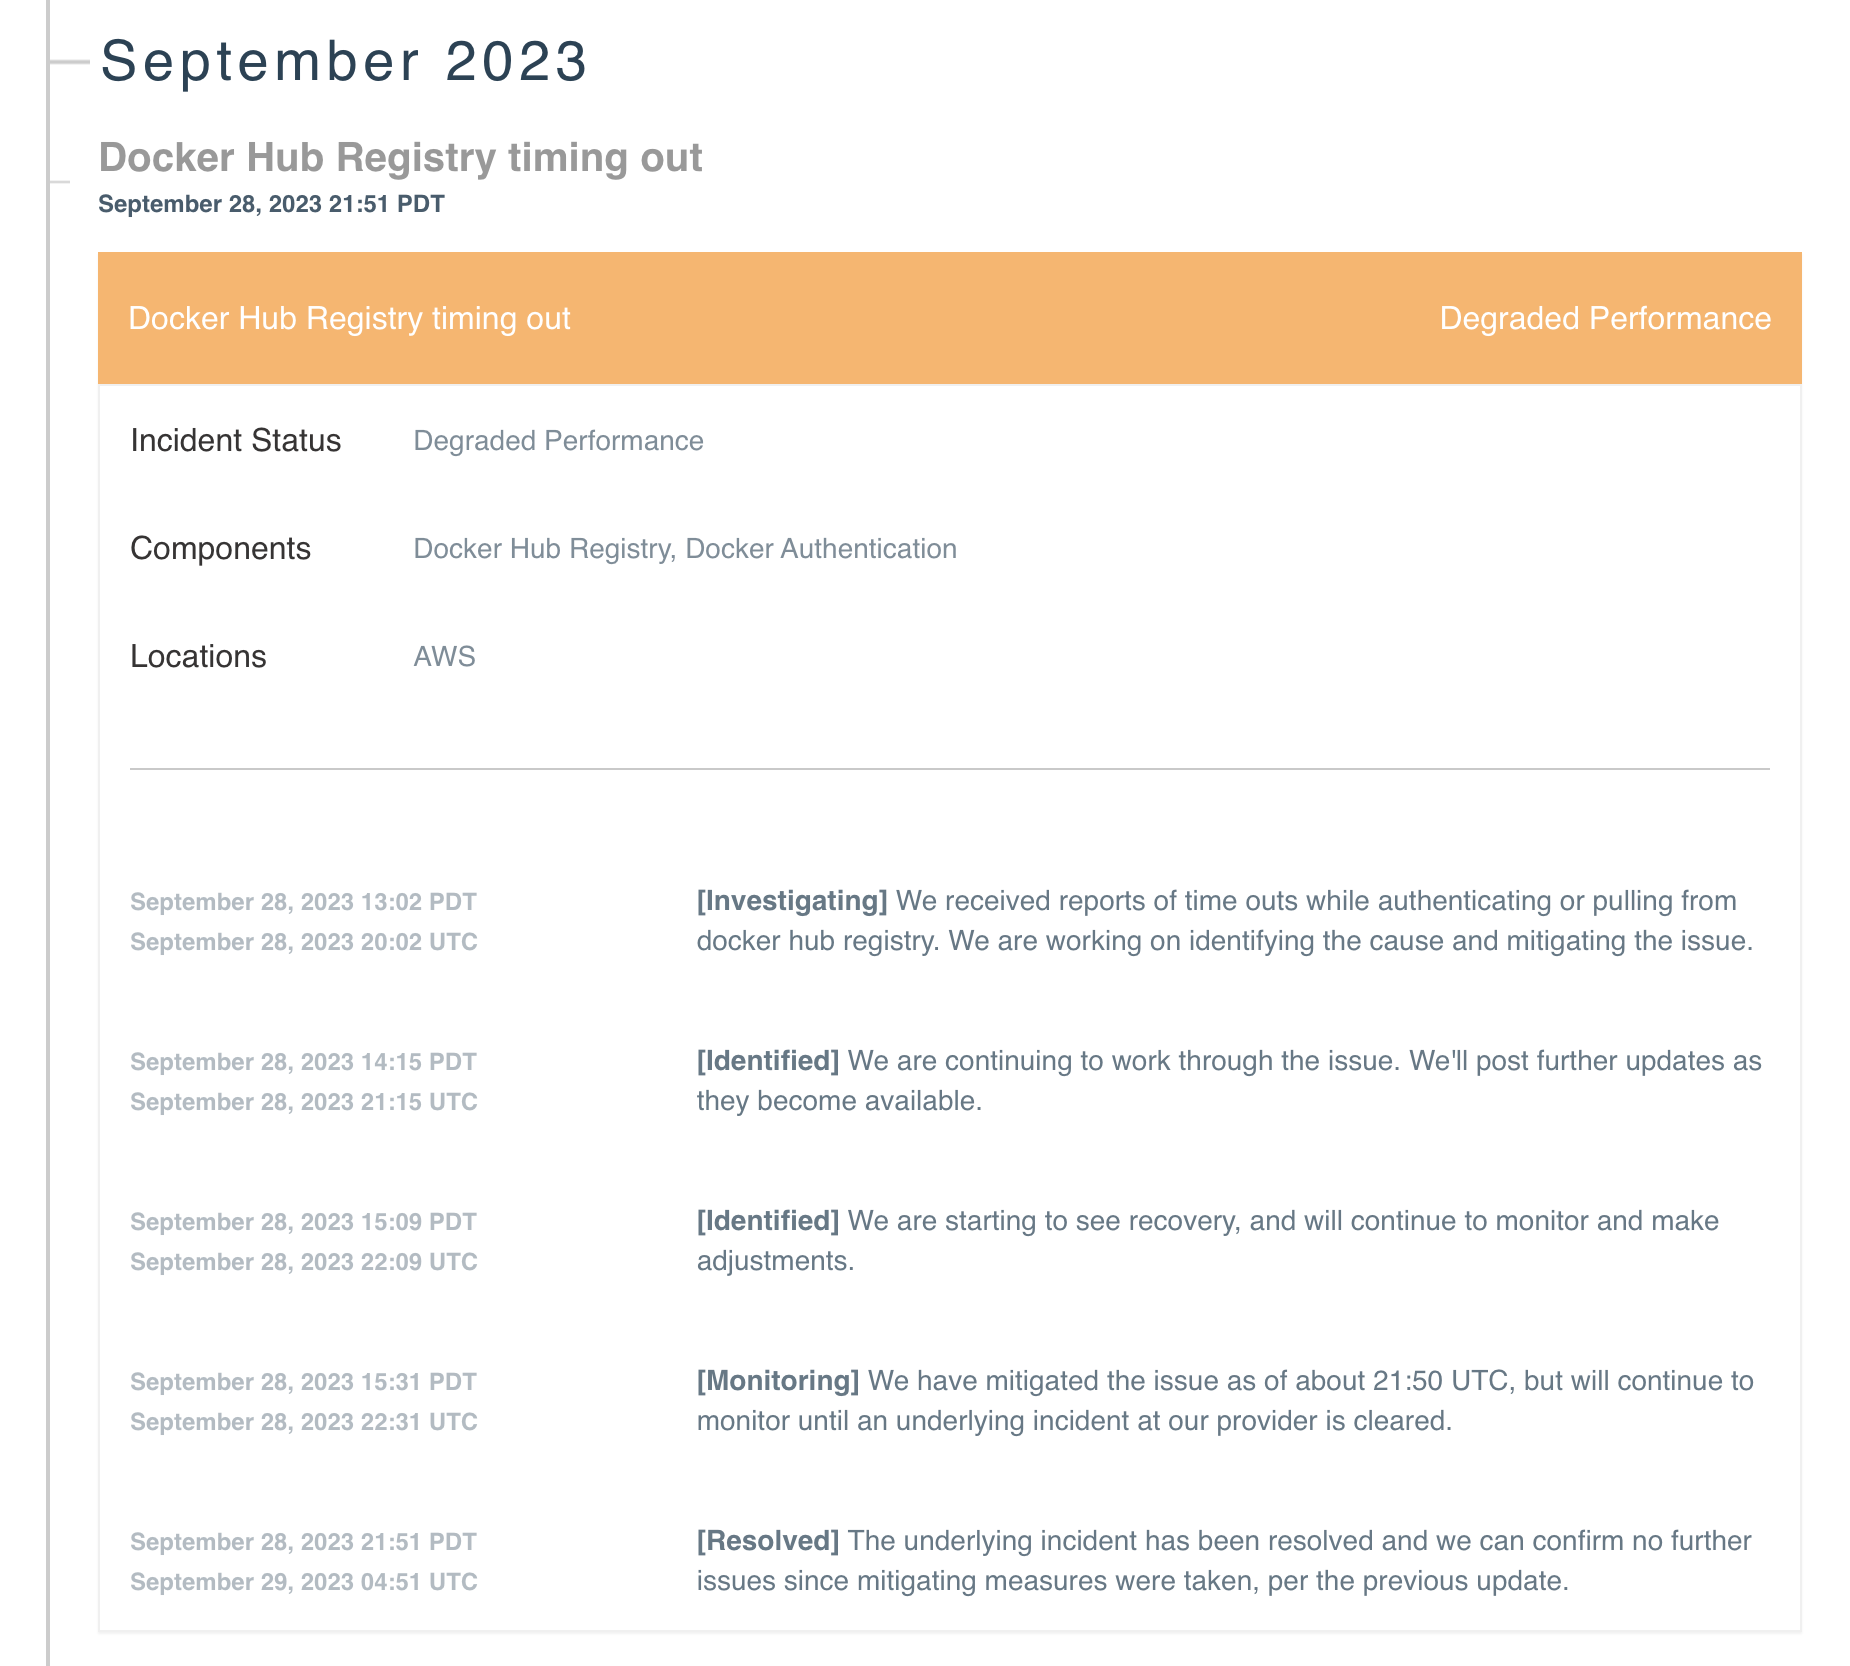 September 2023
Docker Hub Registry timing out
September 28, 2023 21:51 PDT
Docker Hub Registry timing out
Degraded Performance
Incident Status
Degraded Performance
Components
Docker Hub Registry, Docker Authentication
Locations
AWS
September 28, 2023 13:02 PDT
September 28, 2023 20:02 UTC
[Investigating] We received reports of time outs while authenticating or pulling from
docker hub registry. We are working on identifying the cause and mitigating the issue.
September 28, 2023 14:15 PDT
September 28, 2023 21:15 UTC
[Identified] We are continuing to work through the issue. We'll post further updates as
they become available.
September 28, 2023 15:09 PDT
September 28, 2023 22:09 UTC
[Identified] We are starting to see recovery, and will continue to monitor and make
adjustments.
September 28, 2023 15:31 PDT
September 28, 2023 22:31 UTC
[Monitoring] We have mitigated the issue as of about 21:50 UTC, but will continue to
monitor until an underlying incident at our provider is cleared.
September 28, 2023 21:51 PDT
September 29, 2023 04:51 UTC
[Resolved] The underlying incident has been resolved and we can confirm no further
issues since mitigating measures were taken, per the previous update.